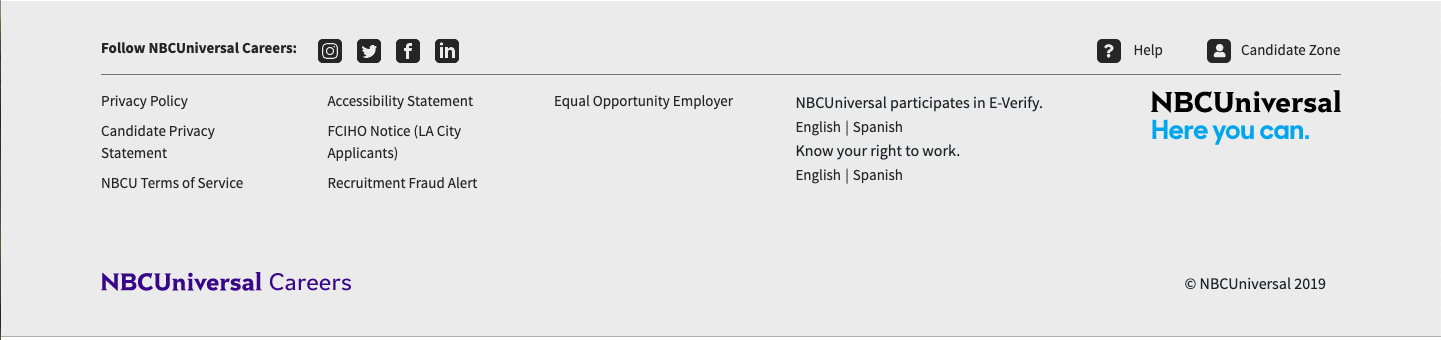 Follow NBCUniversal Careers:
Help
Candidate Zone
Privacy Policy
Candidate Privacy
Statement
NBCU Terms of Service
Accessibility Statement
FCIHO Notice (LA City
Applicants)
Recruitment Fraud Alert
Equal Opportunity Employer
NBCUniversal participates in E-Verify.
English | Spanish
Know your right to work.
English | Spanish
NBCUniversal
Here you can.
NBCUniversal Careers
© NBCUniversal 2019